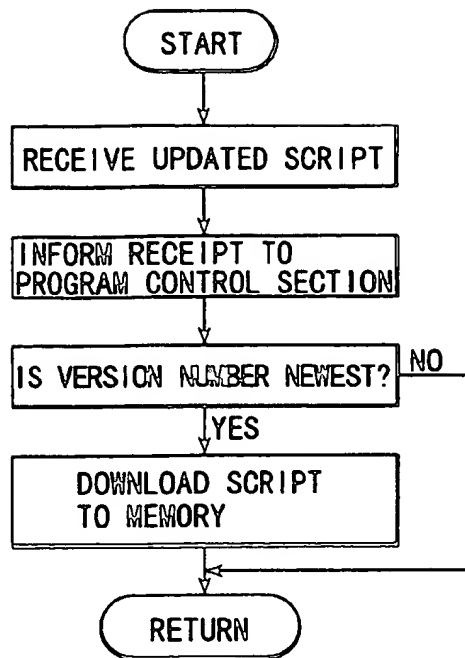 START
RECEIVE UPDATED SCRIPT
INFORM RECEIPT TO
PROGRAM CONTROL SECTION
IS VERSION NUMBER NEWEST?
NO
YES
DOWNLOAD SCRIPT
TO MEMORY
RETURN